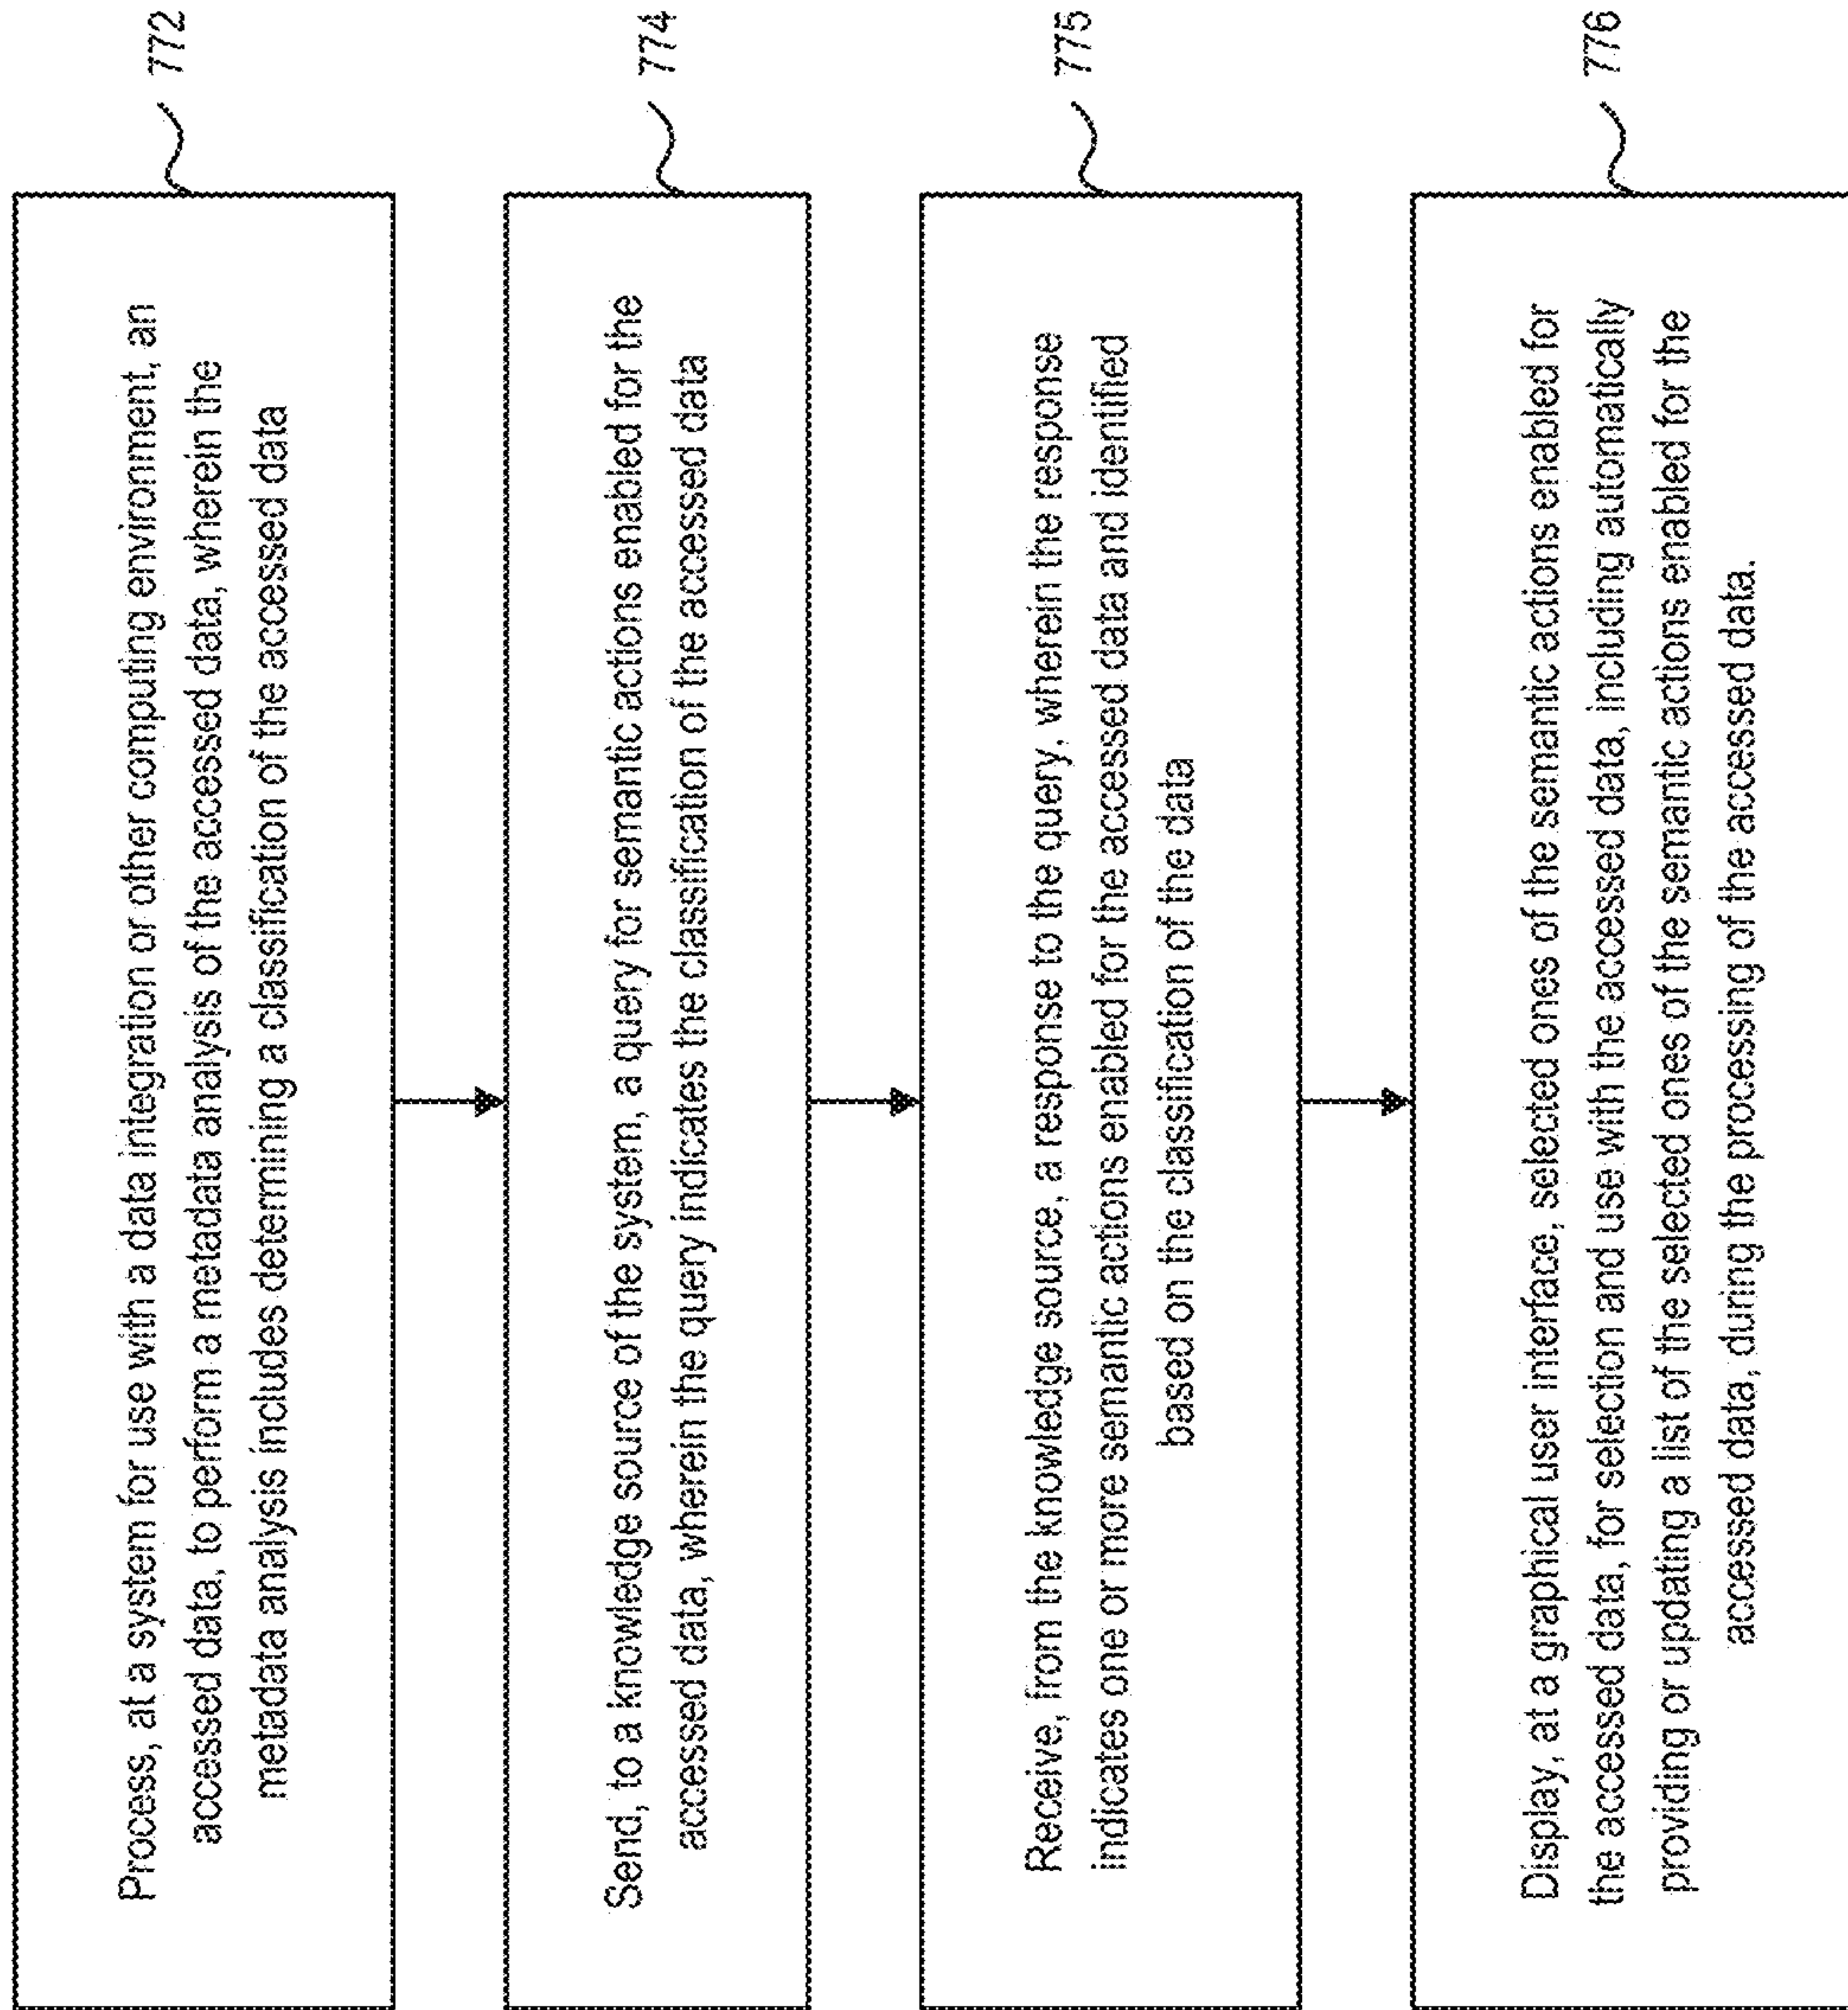 Process, at a system for use with a data integration or other computing environment, an
accessed data, to perform a metadata analysis of the accessed data, wherein the
metadata analysis includes determining a classification of the accessed data
772
Send, to a knowledge source of the system, a query for semantic actions enabled for the
accessed data, wherein the query indicates the classification of the accessed data
774
Receive, from the knowledge source, a response to the query, wherein the response
indicates one or more semantic actions enabled for the accessed data and identified
based on the classification of the data
775
Display, at a graphical user interface, selected ones of the semantic actions enabled for
the accessed data, for selection and use with the accessed data, including automatically
providing or updating a list of the selected ones of the semantic actions enabled for the
accessed data, during the processing of the accessed data.
776